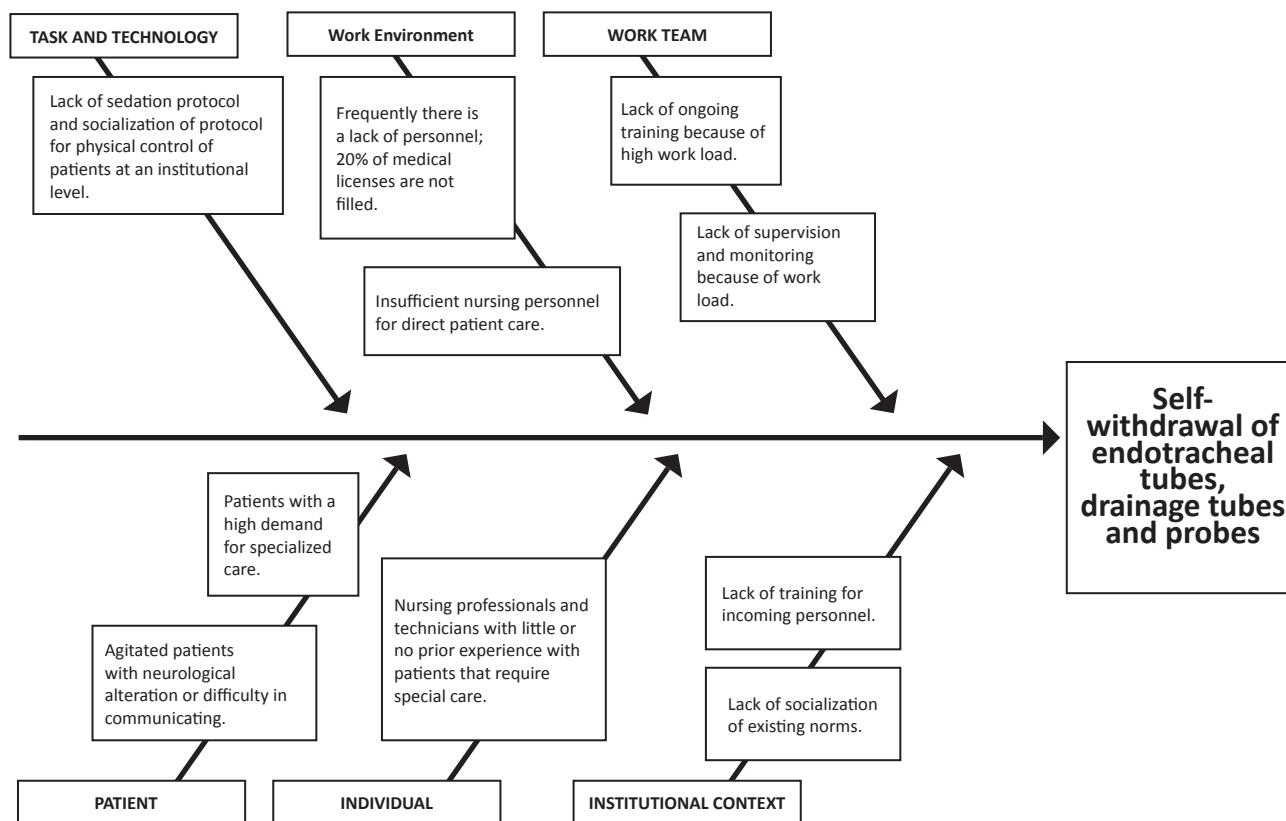 TASK AND TECHNOLOGY
Lack of sedation protocol
and socialization of protocol
for physical control of
patients at an institutional
level.
Work Environment
Frequently there is
a lack of personnel;
20% of medical
licenses are not
filled.
Insufficient nursing personnel
for direct patient care.
WORK TEAM
Lack of ongoing
training because of
high work load.
Lack of supervision
and monitoring
because of work
load.
Self-
withdrawal of
endotracheal
tubes,
drainage tubes
and probes
Patients with a
high demand
for specialized
care.
Agitated patients
with neurological
alteration or difficulty in
communicating.
PATIENT
Nursing professionals and
technicians with little or
no prior experience with
patients that require
special care.
INDIVIDUAL
Lack of training for
incoming personnel.
Lack of socialization
of existing norms.
INSTITUTIONAL CONTEXT